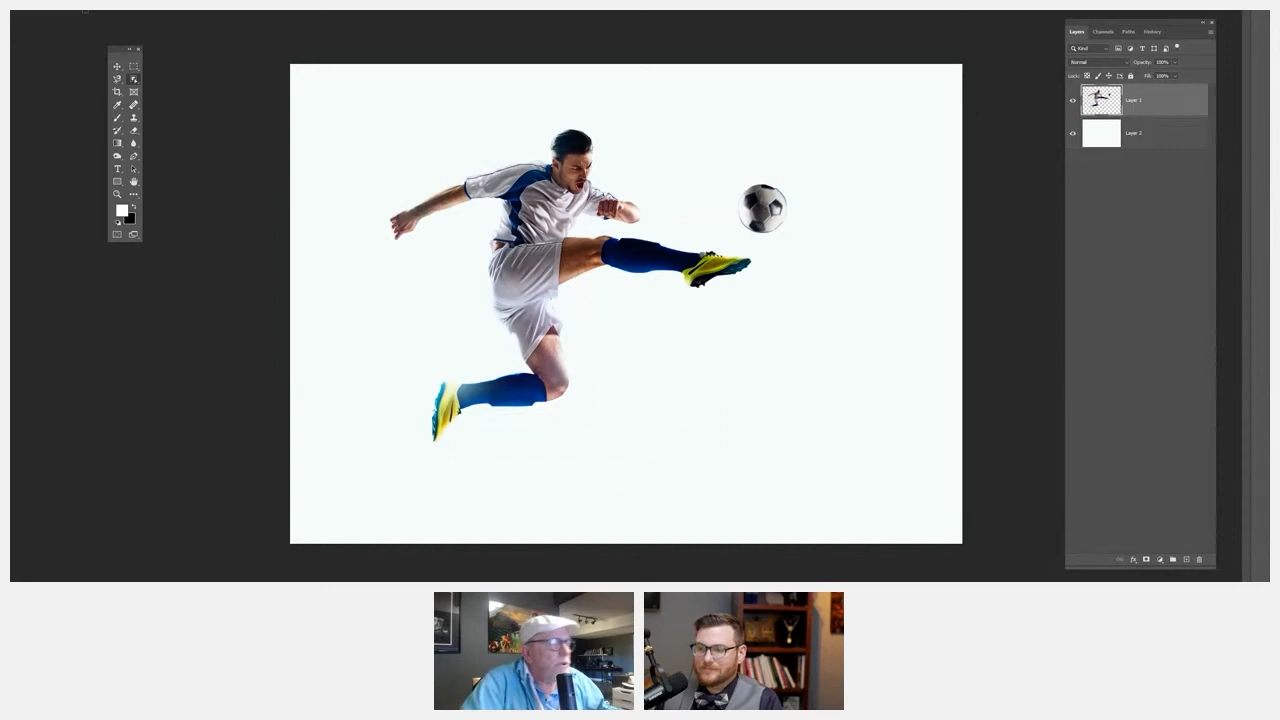 Layers Channels Paths History
Kind
Normal Opacity: 100%
Lock: Fill: 100%
Layer 1
Layer 2